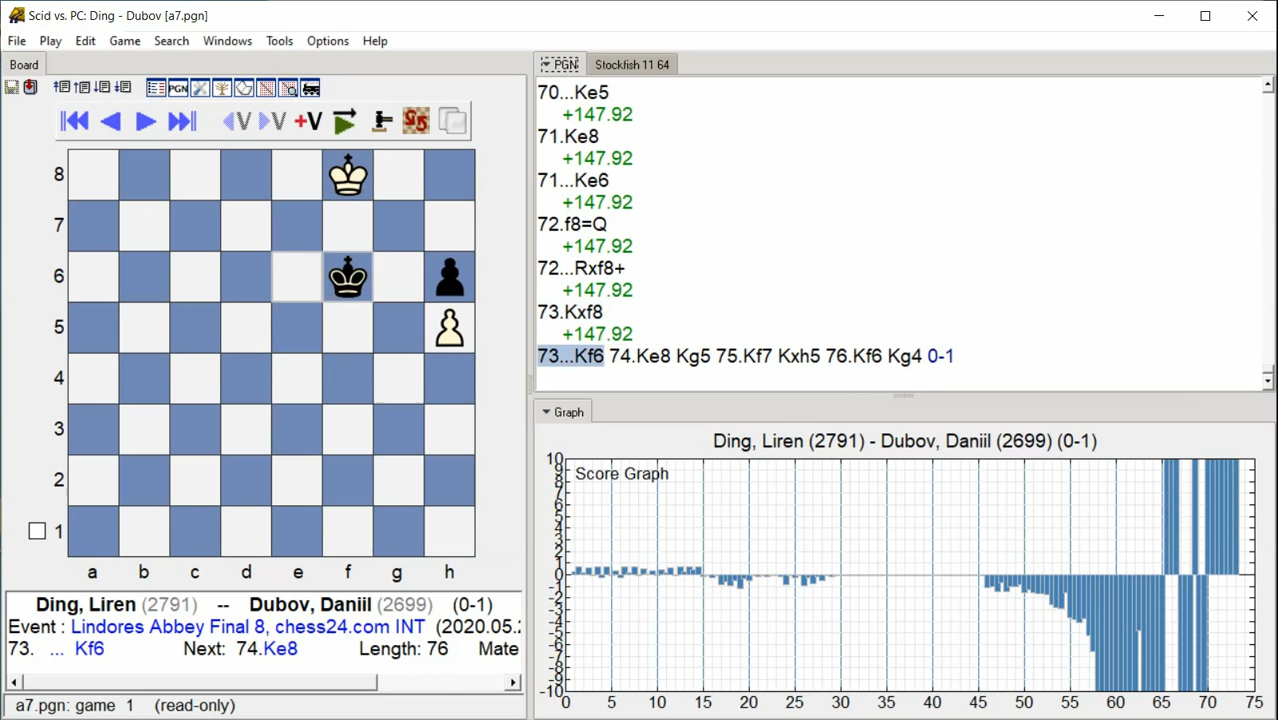 Scid vs. PC: Ding - Dubov [a7.pgn]
File Play Edit Game Search Windows Tools Options Help
Board
PGN
+V
8
7
6
5
4
3
2
1
a b c d e f g h
Ding, Liren (2791) -- Dubov, Daniil (2699) (0-1)
Event : Lindores Abbey Final 8, chess24.com INT (2020.05.2
73. ... Kf6 Next: 74.Ke8 Length: 76 Mate
a7.pgn: game 1 (read-only)
PGN Stockfish 11 64
70...Ke5
+147.92
71.Ke8
+147.92
71...Ke6
+147.92
72.f8=Q
+147.92
72...Rxf8+
+147.92
73.Kxf8
+147.92
73...Kf6 74.Ke8 Kg5 75.Kf7 Kxh5 76.Kf6 Kg4 0-1
Graph
Ding, Liren (2791) - Dubov, Daniil (2699) (0-1)
Score Graph
10
9
8
7
6
5
4
3
2
1
0
-1
-2
-3
-4
-5
-6
-7
-8
-9
-10
0 5 10 15 20 25 30 35 40 45 50 55 60 65 70 75